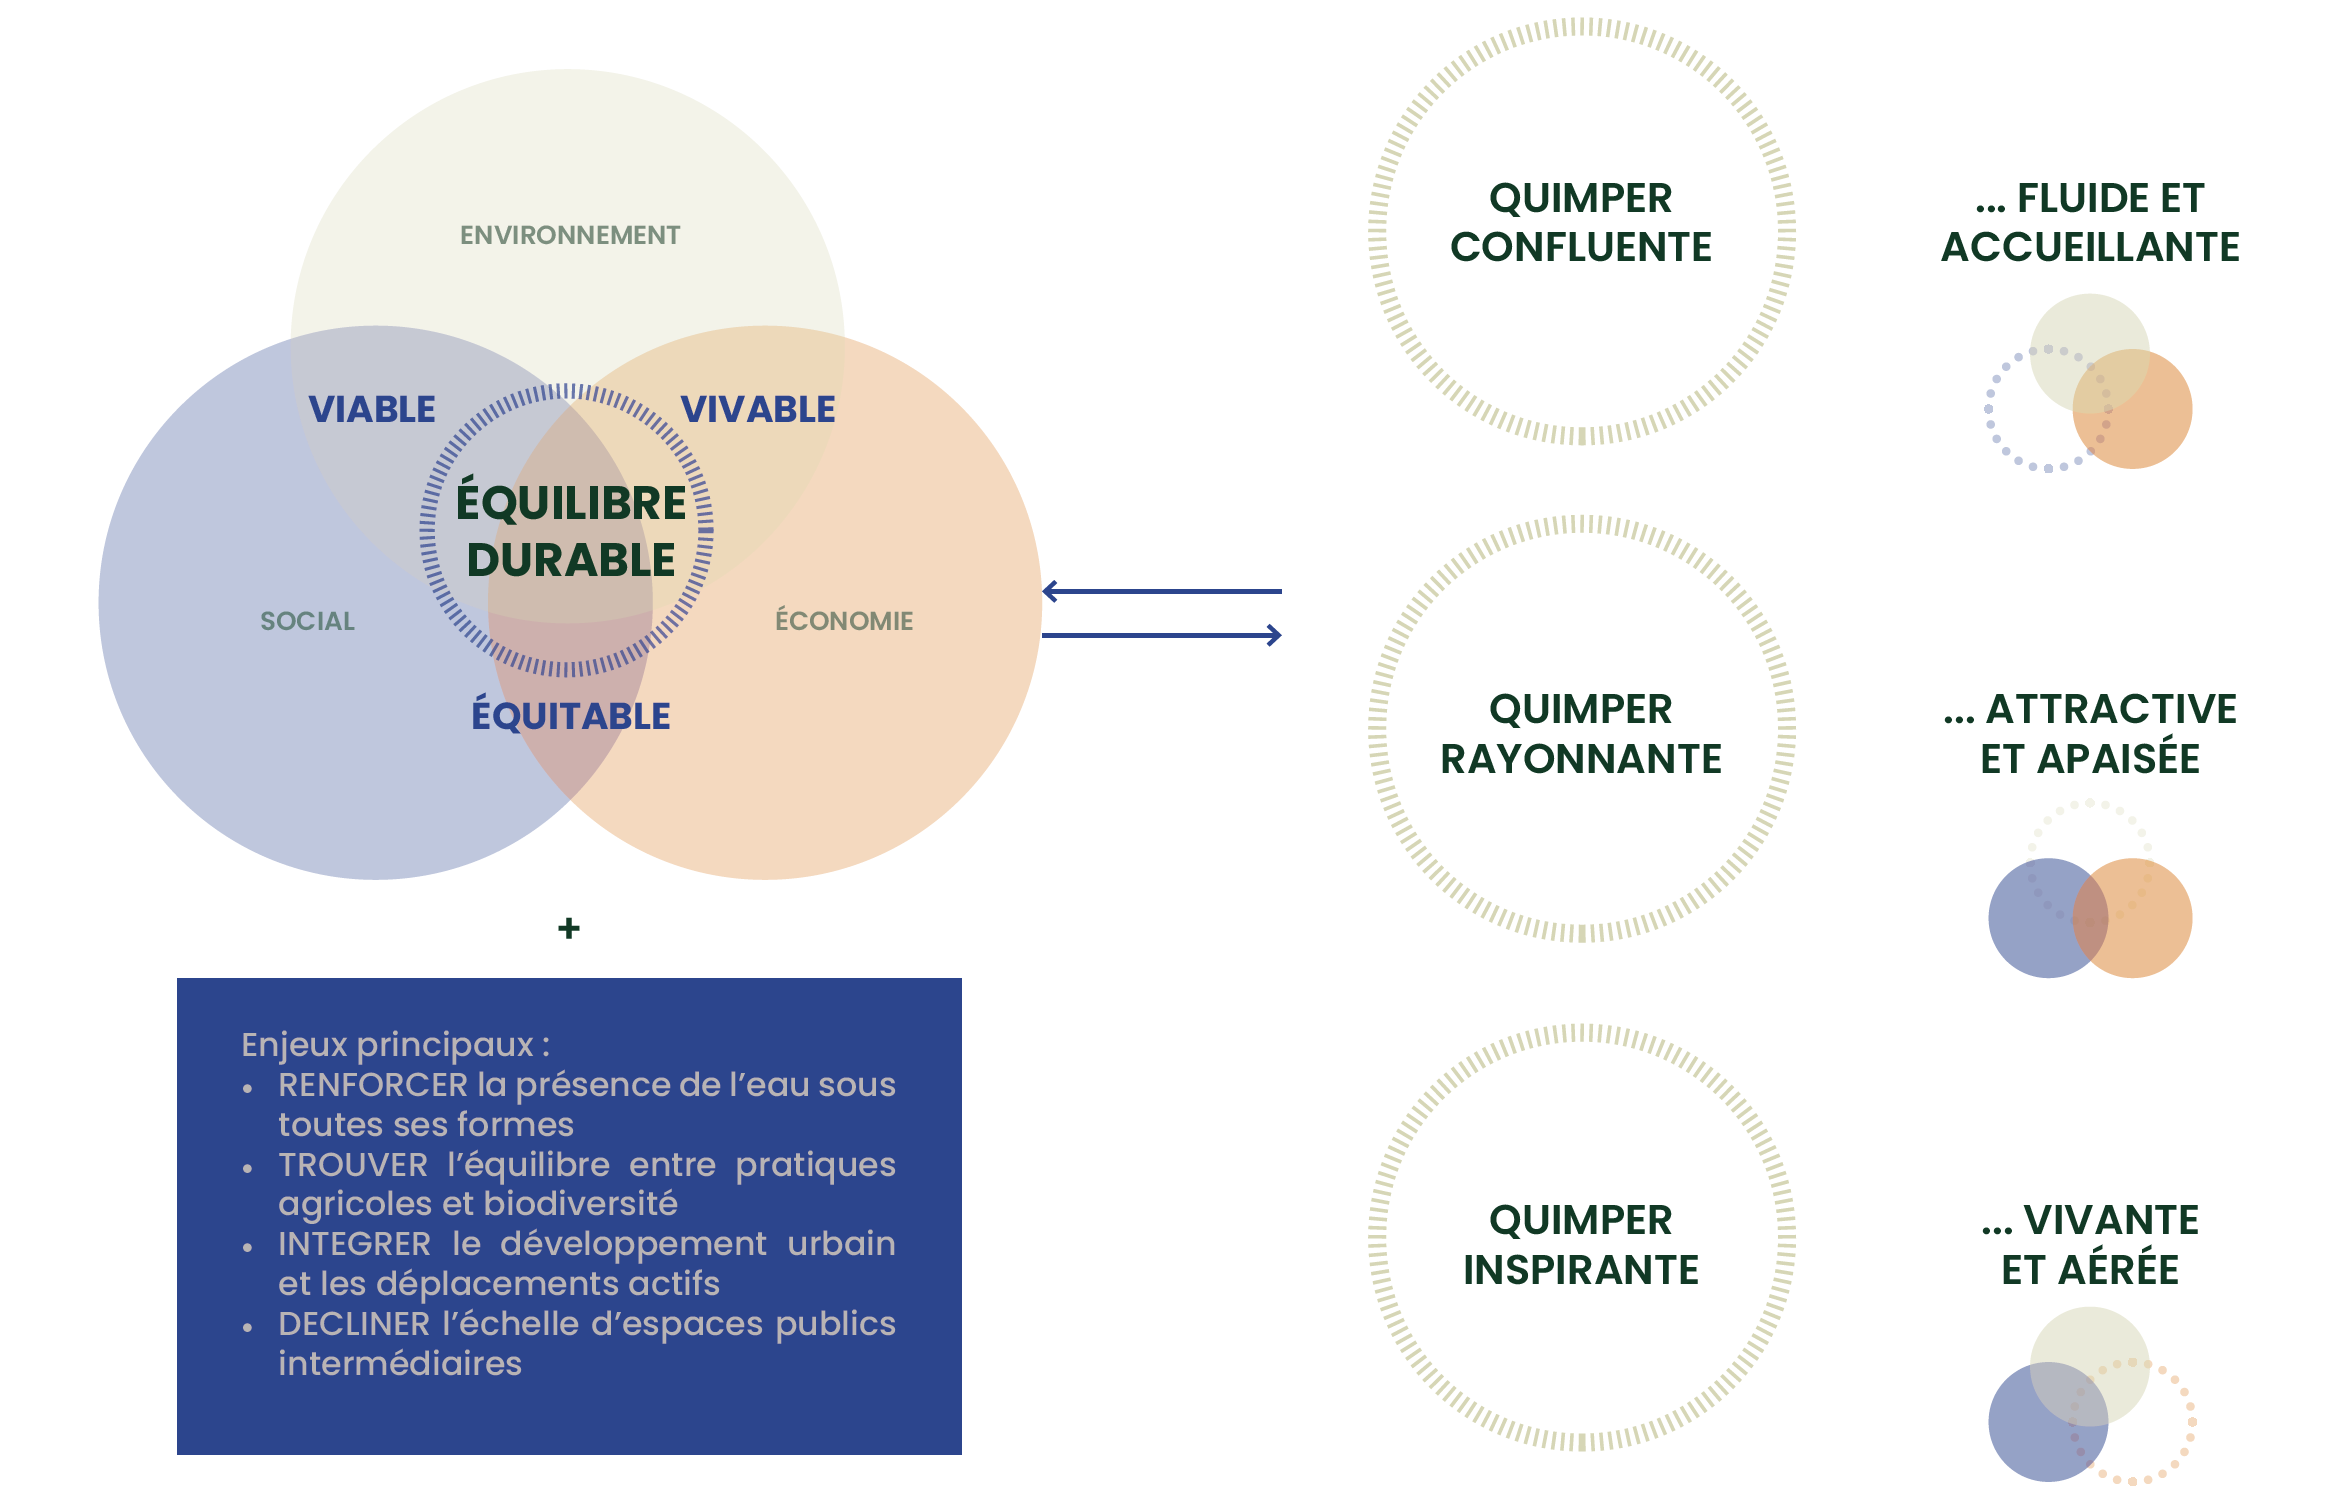 ENVIRONNEMENT
VIABLE
VIVABLE
ÉQUILIBRE
DURABLE
SOCIAL
ÉCONOMIE
ÉQUITABLE
+
Enjeux principaux :
• RENFORCER la présence de l’eau sous
toutes ses formes
• TROUVER l’équilibre entre pratiques
agricoles et biodiversité
• INTEGRER le développement urbain
et les déplacements actifs
• DECLINER l’échelle d’espaces publics
intermédiaires
QUIMPER
CONFLUENTE
... FLUIDE ET
ACCUEILLANTE
QUIMPER
RAYONNANTE
... ATTRACTIVE
ET APAISÉE
QUIMPER
INSPIRANTE
... VIVANTE
ET AÉRÉE